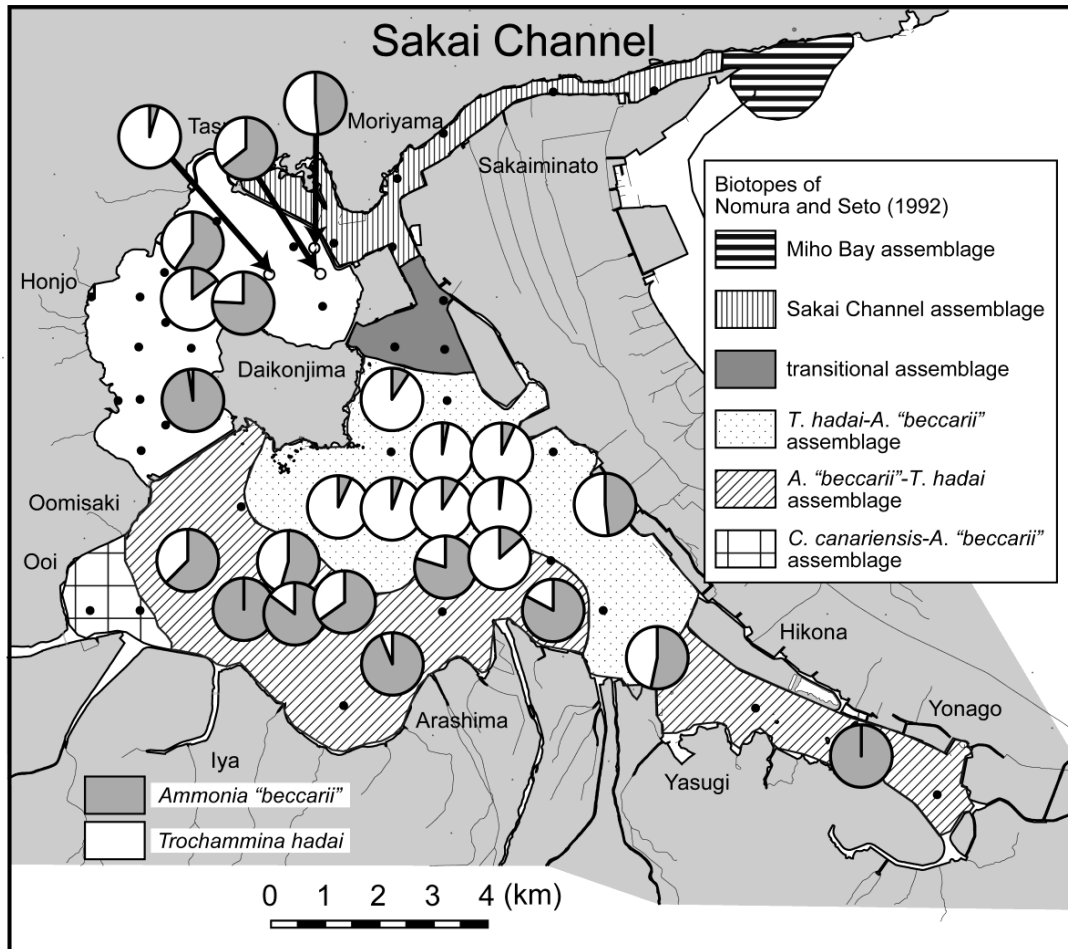 Sakai Channel
Moriyama
Sakaiminato
Honjo
Daikonjima
Oomisaki
Ooi
Hikona
Yonago
Arashima
Iya
Yasugi
Biotopes of
Nomura and Seto (1992)
Miho Bay assemblage
Sakai Channel assemblage
transitional assemblage
T. hadai-A. "beccarii"
assemblage
A. "beccarii"-T. hadai
assemblage
C. canariensis-A. "beccarii"
assemblage
Ammonia "beccarii"
Trochammina hadai
0 1 2 3 4 (km)